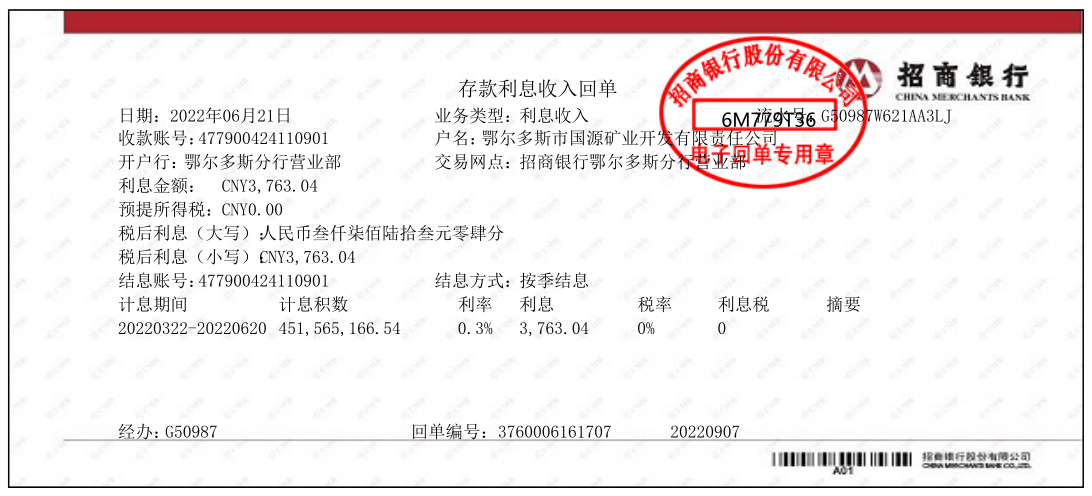 招商银行
CHINA MERCHANTS BANK
招商银行股份有限公司
6M779T36
电子回单专用章
存款利息收入回单
日期：2022年06月21日 业务类型：利息收入 流水号：G50987W621AA3LJ
收款账号：477900424110901 户名：鄂尔多斯市国源矿业开发有限责任公司
开户行：鄂尔多斯分行营业部 交易网点：招商银行鄂尔多斯分行营业部
利息金额： CNY3,763.04
预提所得税：CNY0.00
税后利息（大写）：人民币叁仟柒佰陆拾叁元零肆分
税后利息（小写）：CNY3,763.04
结息账号：477900424110901 结息方式：按季结息
计息期间 计息积数 利率 利息 税率 利息税 摘要
20220322-20220620 451,565,166.54 0.3% 3,763.04 0% 0
经办：G50987 回单编号：3760006161707 20220907
A01
招商银行股份有限公司
CHINA MERCHANTS BANK CO.,LTD.